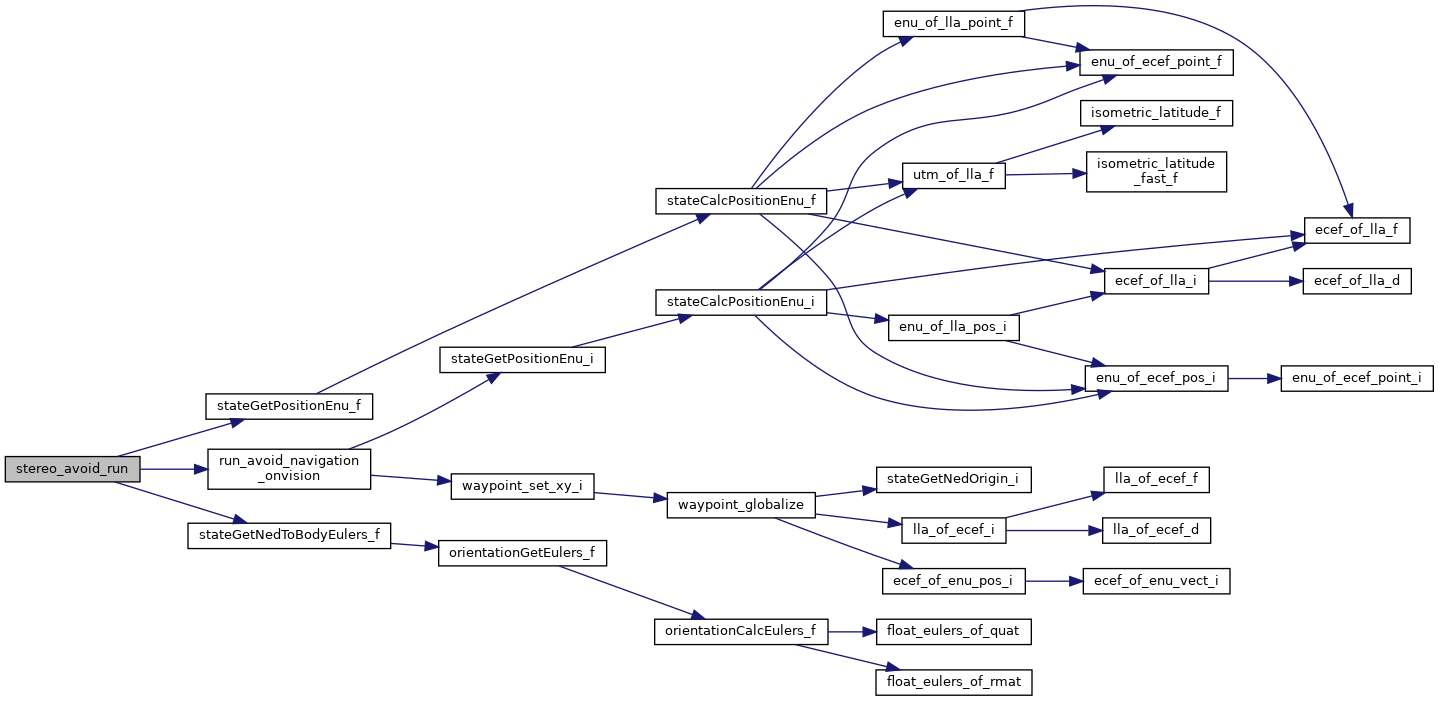 enu_of_lla_point_f
enu_of_ecef_point_f
isometric_latitude_f
isometric_latitude
_fast_f
utm_of_lla_f
stateCalcPositionEnu_f
ecef_of_lla_f
ecef_of_lla_i
ecef_of_lla_d
stateCalcPositionEnu_i
enu_of_lla_pos_i
stateGetPositionEnu_i
enu_of_ecef_pos_i
enu_of_ecef_point_i
stateGetPositionEnu_f
stereo_avoid_run
run_avoid_navigation
_onvision
stateGetNedOrigin_i
lla_of_ecef_f
waypoint_set_xy_i
waypoint_globalize
lla_of_ecef_i
lla_of_ecef_d
stateGetNedToBodyEulers_f
orientationGetEulers_f
ecef_of_enu_pos_i
ecef_of_enu_vect_i
orientationCalcEulers_f
float_eulers_of_quat
float_eulers_of_rmat